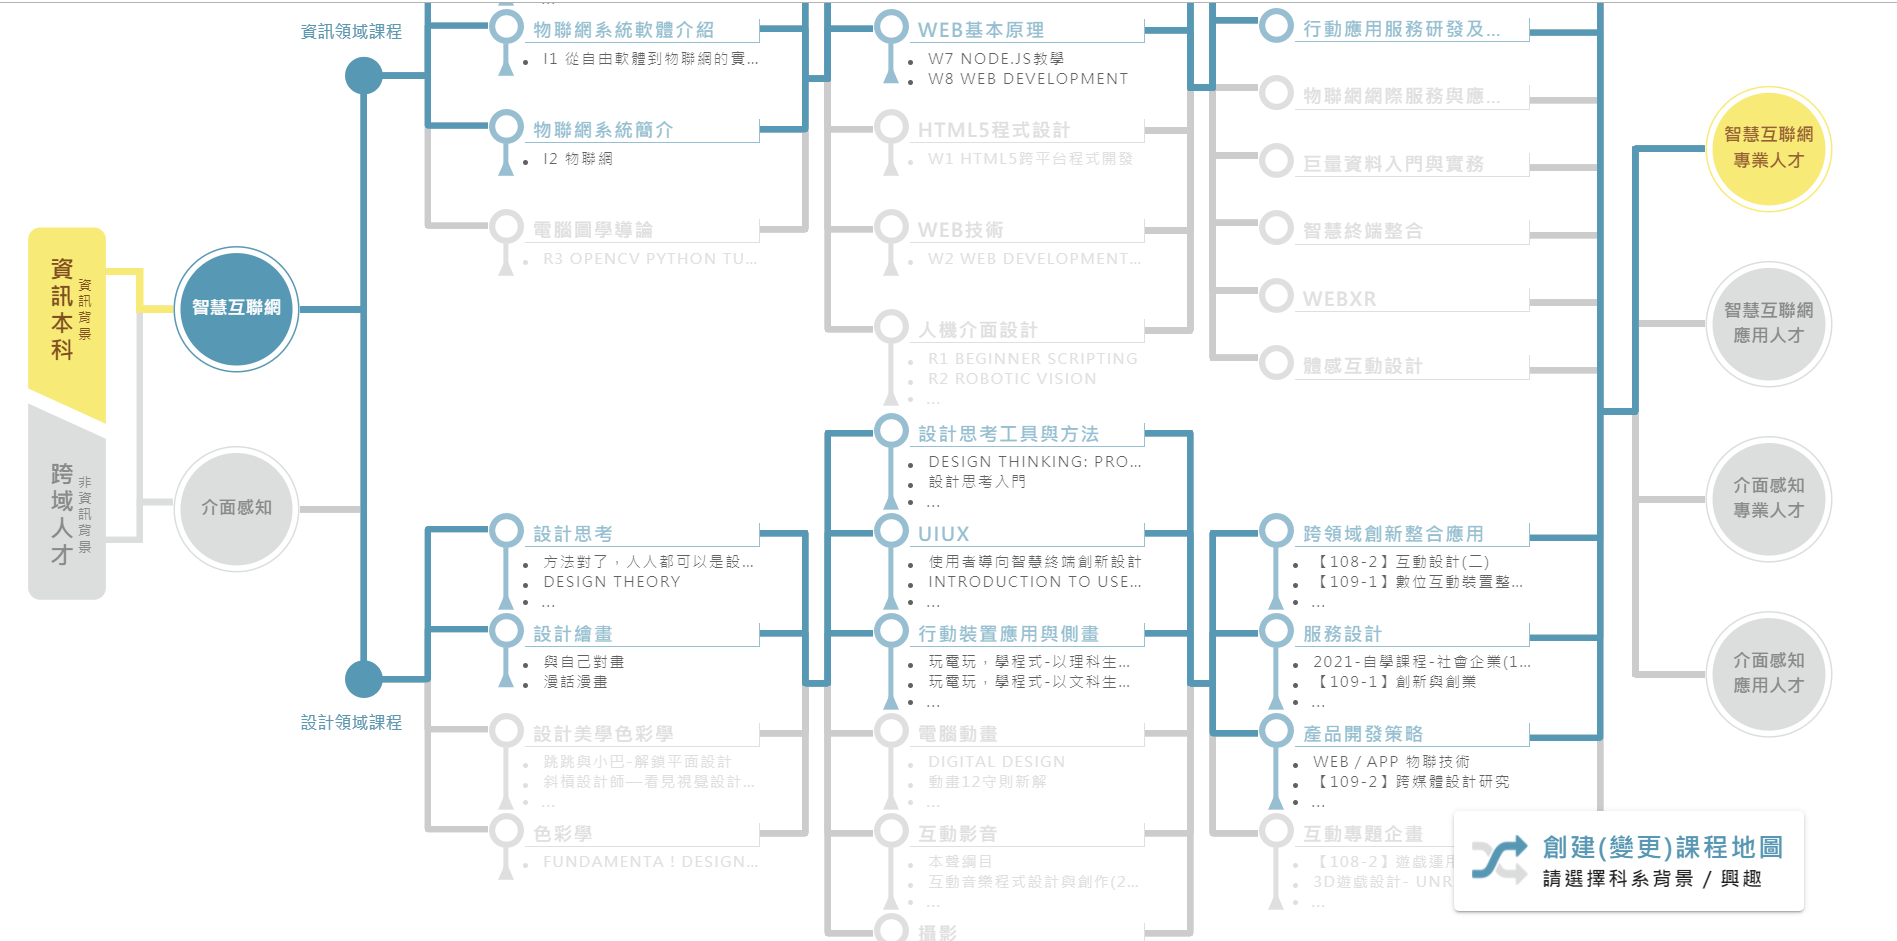 資訊本科
資訊背景
跨域人才
非資訊背景
智慧互聯網
介面感知
資訊領域課程
設計領域課程
物聯網系統軟體介紹
I1 從自由軟體到物聯網的實...
物聯網系統簡介
I2 物聯網
電腦圖學導論
R3 OPENCV PYTHON TU...
設計思考
方法對了，人人都可以是設...
DESIGN THEORY
...
設計繪畫
與自己對畫
漫話漫畫
設計美學色彩學
跳跳與小巴-解鎖平面設計
斜槓設計師—看見視覺設計...
...
色彩學
FUNDAMENTA ! DESIGN...
WEB基本原理
W7 NODE.JS教學
W8 WEB DEVELOPMENT
HTML5程式設計
W1 HTML5跨平台程式開發
WEB技術
W2 WEB DEVELOPMENT...
人機介面設計
R1 BEGINNER SCRIPTING
R2 ROBOTIC VISION
...
設計思考工具與方法
DESIGN THINKING: PRO...
設計思考入門
...
UIUX
使用者導向智慧終端創新設計
INTRODUCTION TO USE...
...
行動裝置應用與側畫
玩電玩，學程式-以理科生...
玩電玩，學程式-以文科生...
...
電腦動畫
DIGITAL DESIGN
動畫12守則新解
...
互動影音
本聲綱目
互動音樂程式設計與創作(2...
...
攝影
行動應用服務研發及...
物聯網網際服務與應...
巨量資料入門與實務
智慧終端整合
WEBXR
體感互動設計
跨領域創新整合應用
【108-2】互動設計(二)
【109-1】數位互動裝置整...
...
服務設計
2021-自學課程-社會企業(1...
【109-1】創新與創業
...
產品開發策略
WEB / APP 物聯技術
【109-2】跨媒體設計研究
...
互動專題企畫
【108-2】遊戲運用
3D遊戲設計- UNR
...
智慧互聯網
專業人才
智慧互聯網
應用人才
介面感知
專業人才
介面感知
應用人才
創建(變更)課程地圖
請選擇科系背景 / 興趣